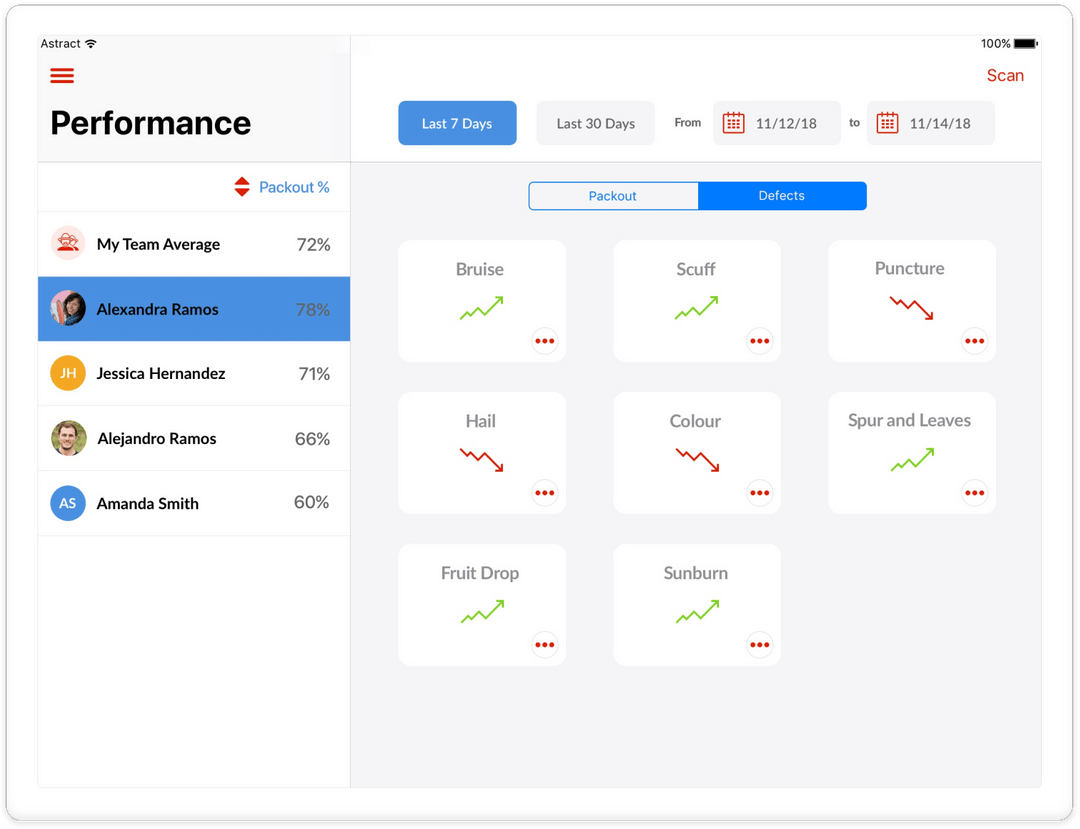 Astract
100%
Scan
Performance
Last 7 Days
Last 30 Days
From
11/12/18
to
11/14/18
Packout %
Packout
Defects
My Team Average 72%
Alexandra Ramos 78%
JH Jessica Hernandez 71%
Alejandro Ramos 66%
AS Amanda Smith 60%
Bruise
Scuff
Puncture
Hail
Colour
Spur and Leaves
Fruit Drop
Sunburn